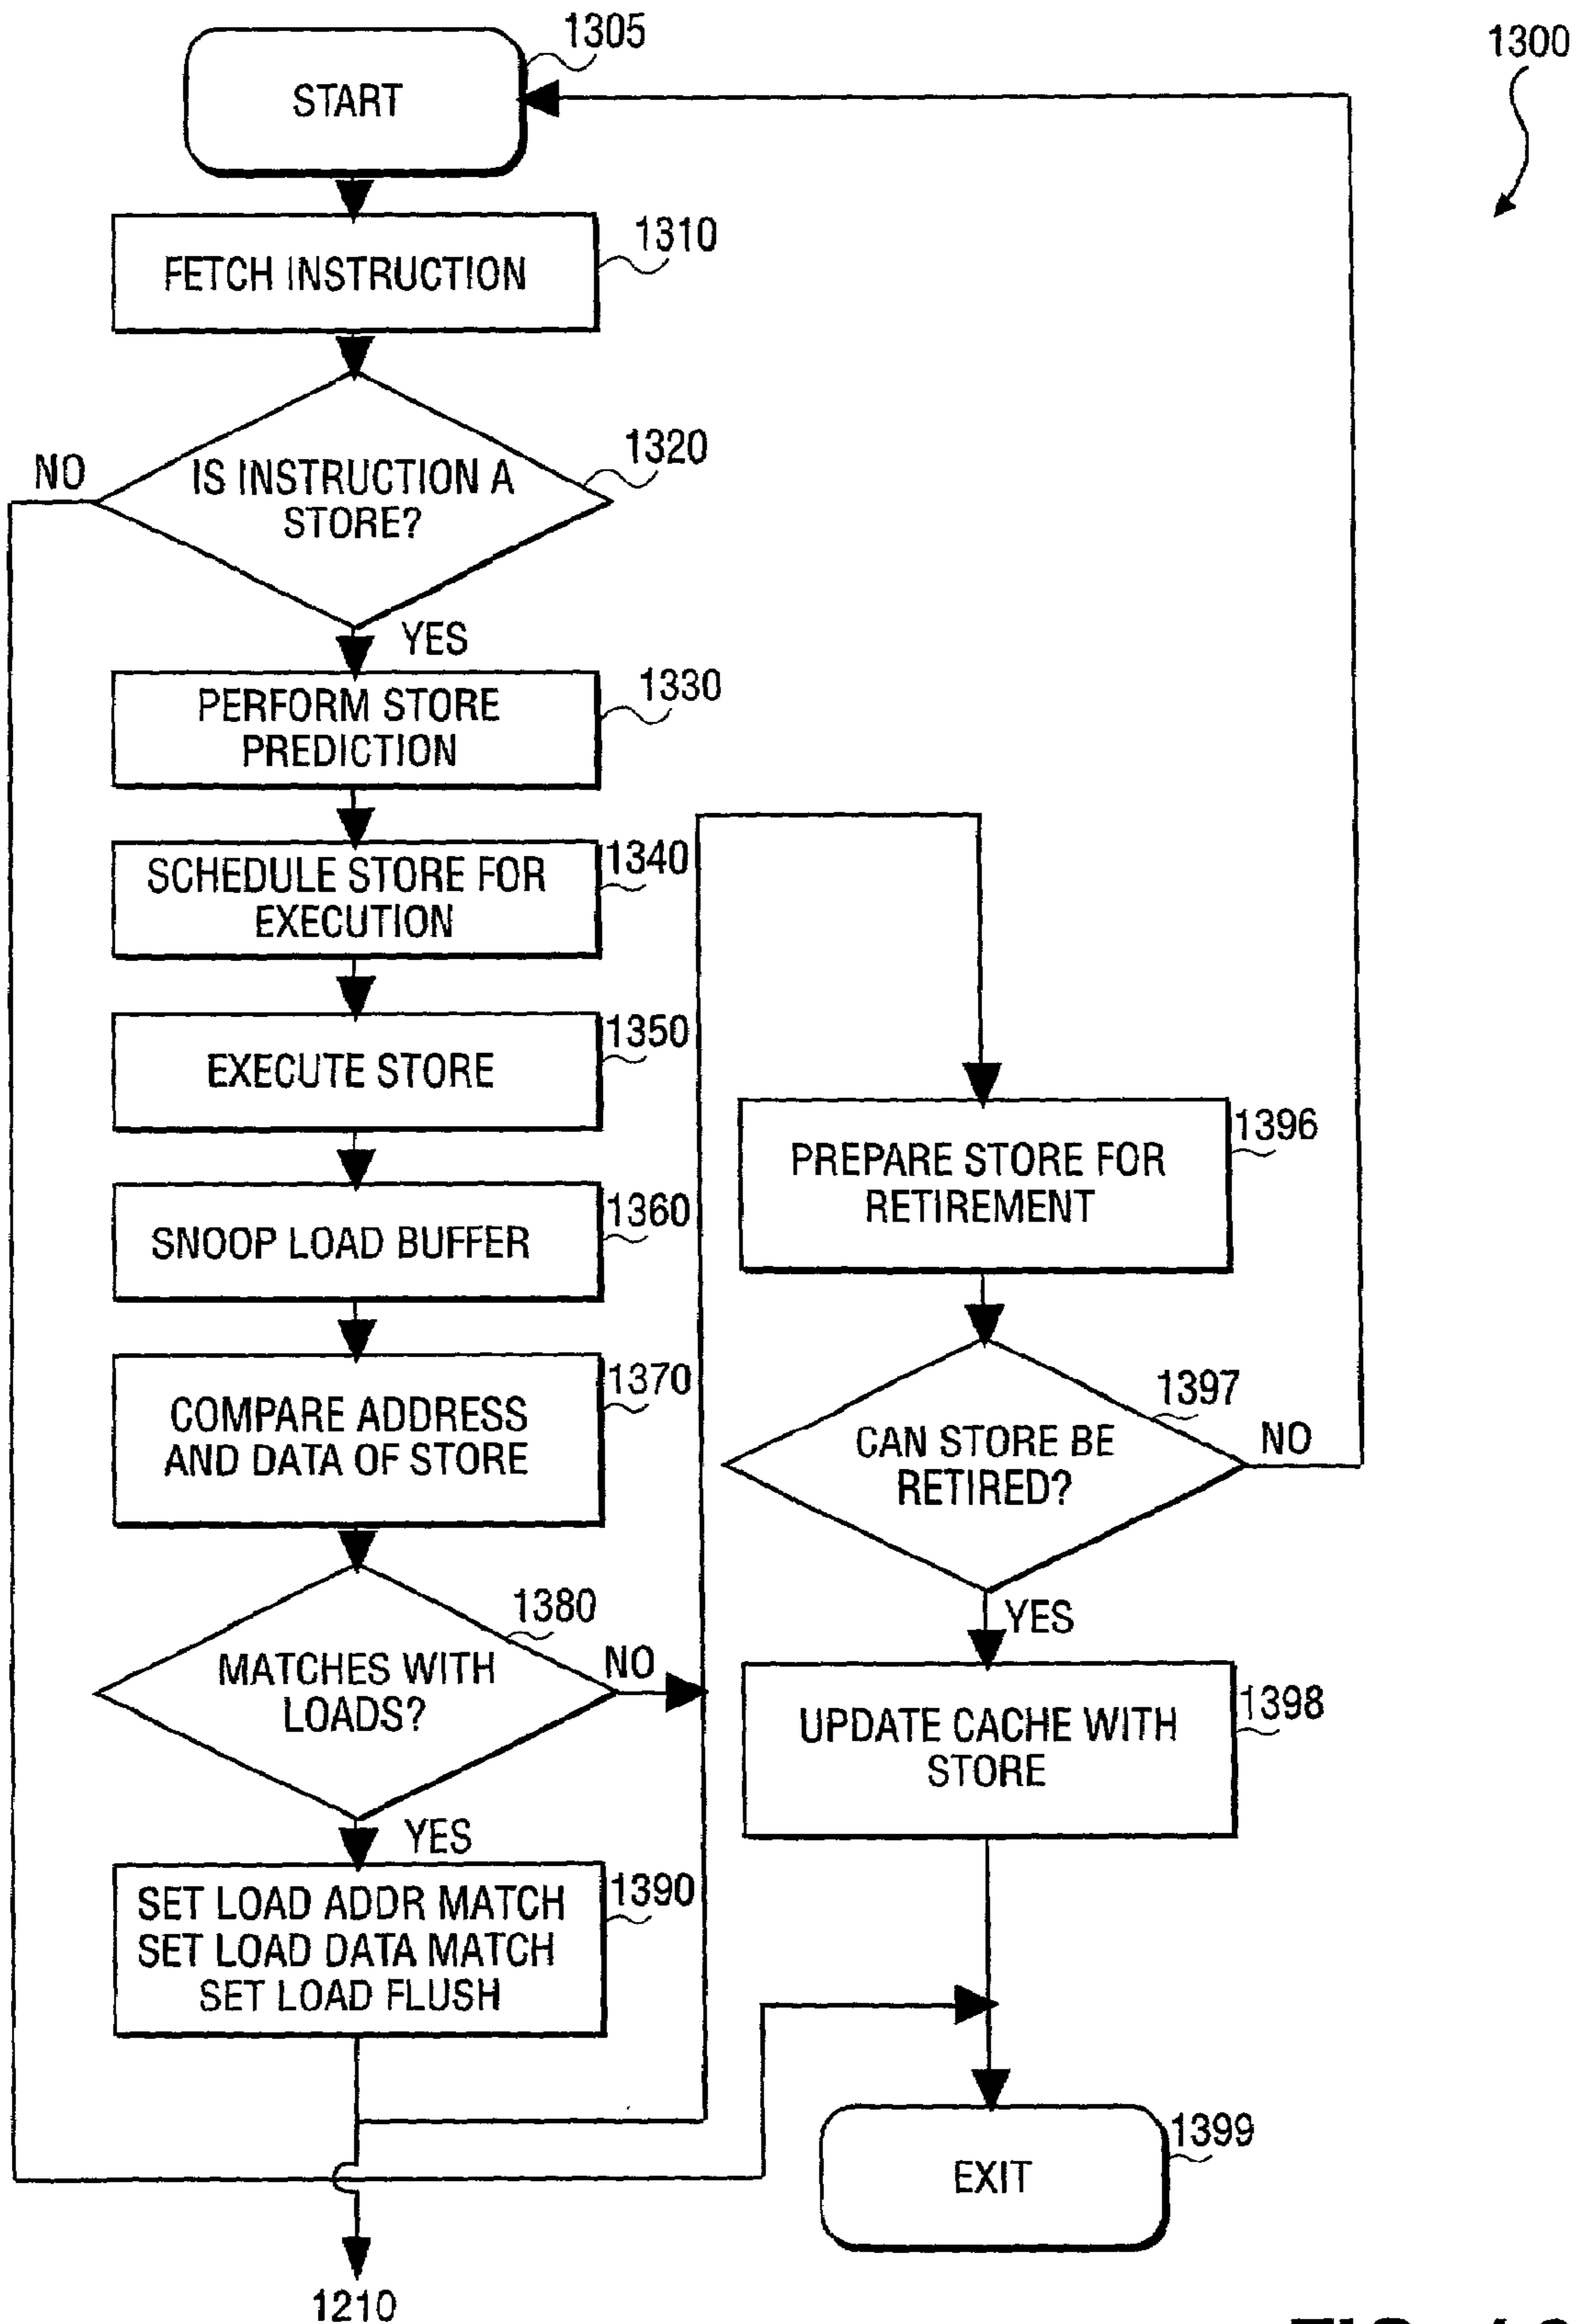 1305
1300
START
1310
FETCH INSTRUCTION
1320
NO
IS INSTRUCTION A
STORE?
YES
1330
PERFORM STORE
PREDICTION
1340
SCHEDULE STORE FOR
EXECUTION
1350
EXECUTE STORE
1360
SNOOP LOAD BUFFER
1370
COMPARE ADDRESS
AND DATA OF STORE
1380
NO
MATCHES WITH
LOADS?
YES
1390
SET LOAD ADDR MATCH
SET LOAD DATA MATCH
SET LOAD FLUSH
1210
1396
PREPARE STORE FOR
RETIREMENT
1397
CAN STORE BE
RETIRED?
NO
YES
1398
UPDATE CACHE WITH
STORE
1399
EXIT